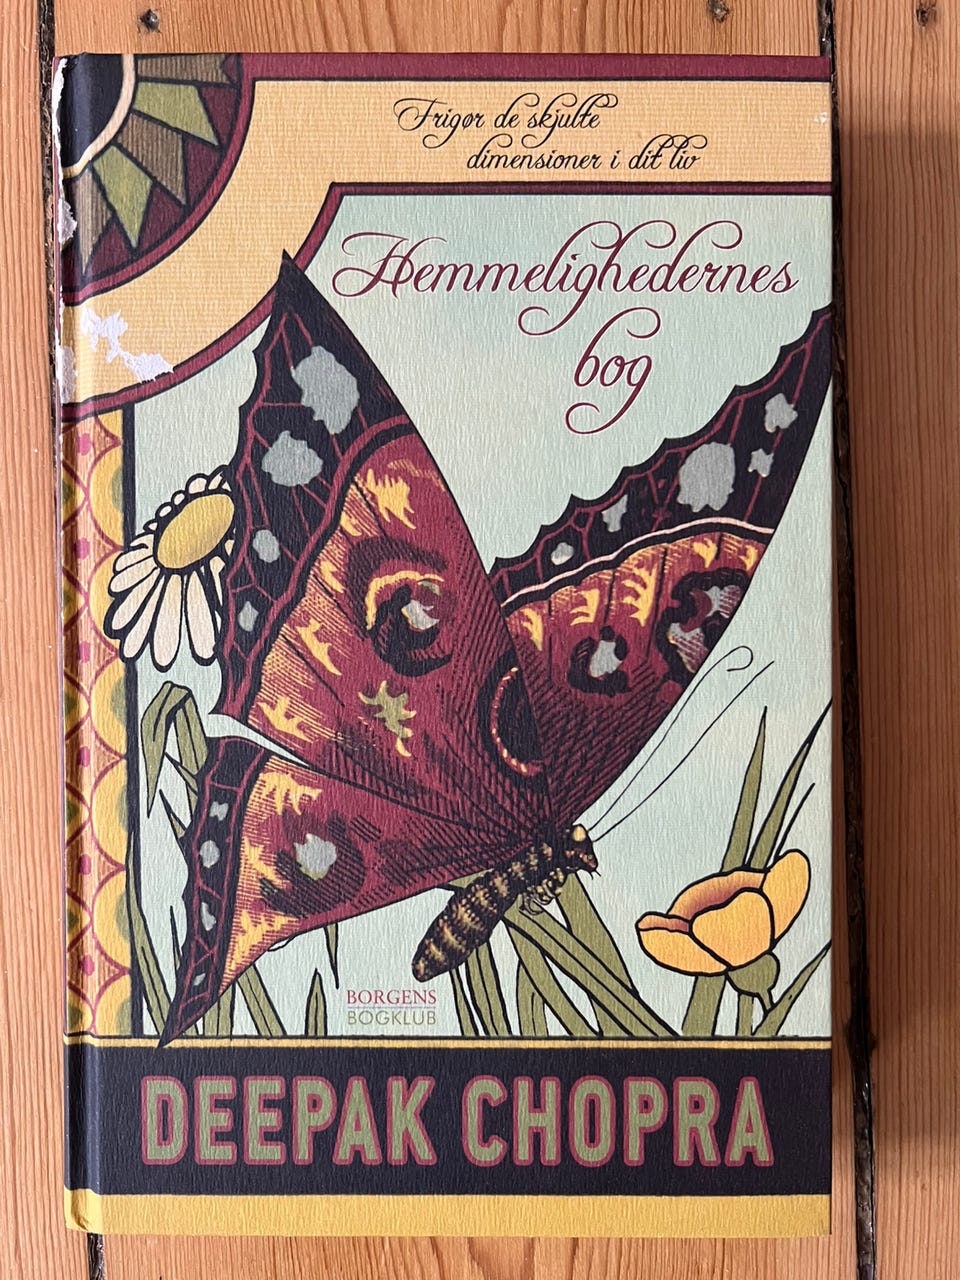 Frigør de skjulte
dimensioner i dit liv
Hemmelighedernes
bog
BORGENS
BOGKLUB
DEEPAK CHOPRA